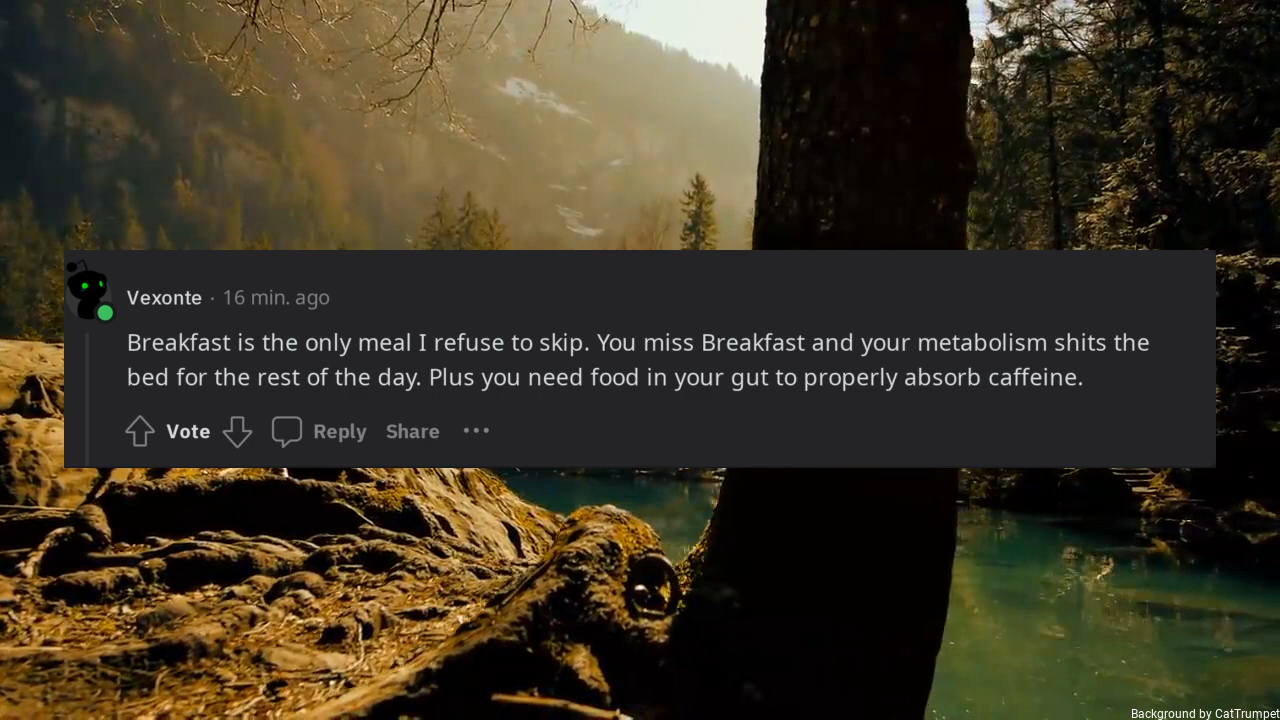 Vexonte · 16 min. ago
Breakfast is the only meal I refuse to skip. You miss Breakfast and your metabolism shits the
bed for the rest of the day. Plus you need food in your gut to properly absorb caffeine.
Vote Reply Share ···
Background by CatTrumpet